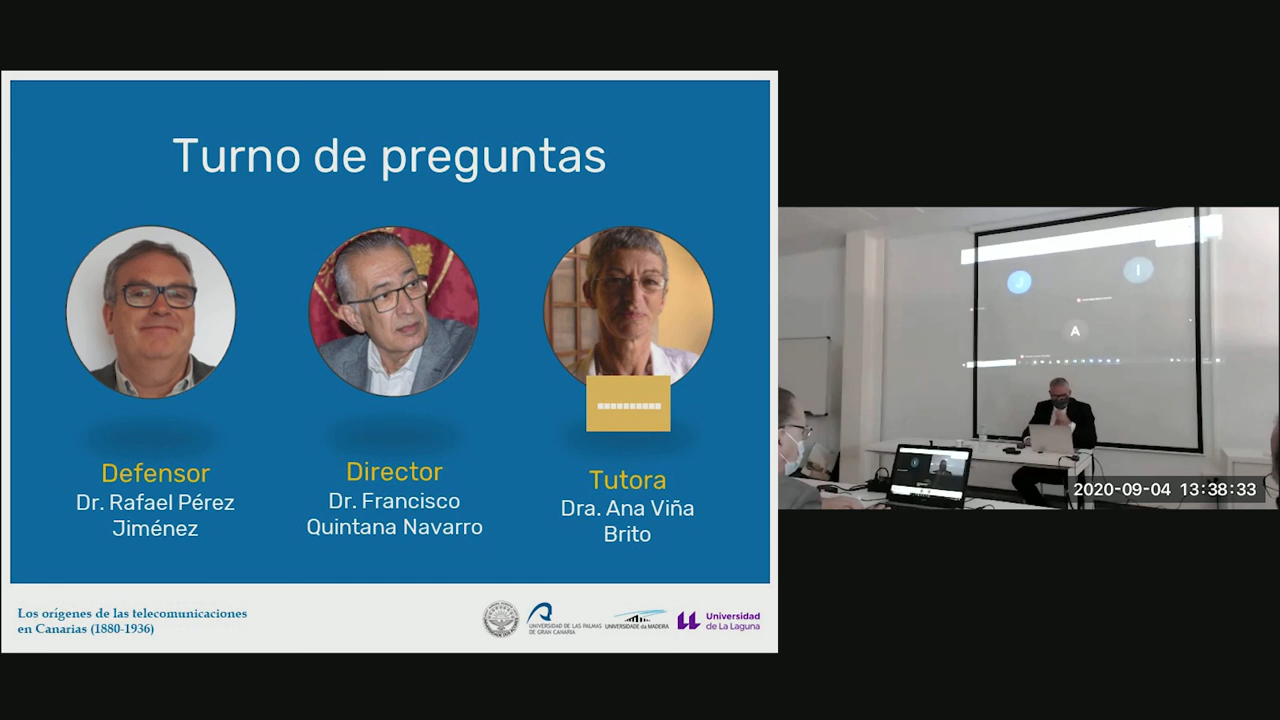 Turno de preguntas
Defensor
Dr. Rafael Pérez
Jiménez
Director
Dr. Francisco
Quintana Navarro
Tutora
Dra. Ana Viña
Brito
Los orígenes de las telecomunicaciones
en Canarias (1880-1936)
UNIVERSIDAD DE LAS PALMAS
DE GRAN CANARIA
UNIVERSIDADE da MADEIRA
Universidad
de La Laguna
J
I
A
2020-09-04 13:38:33